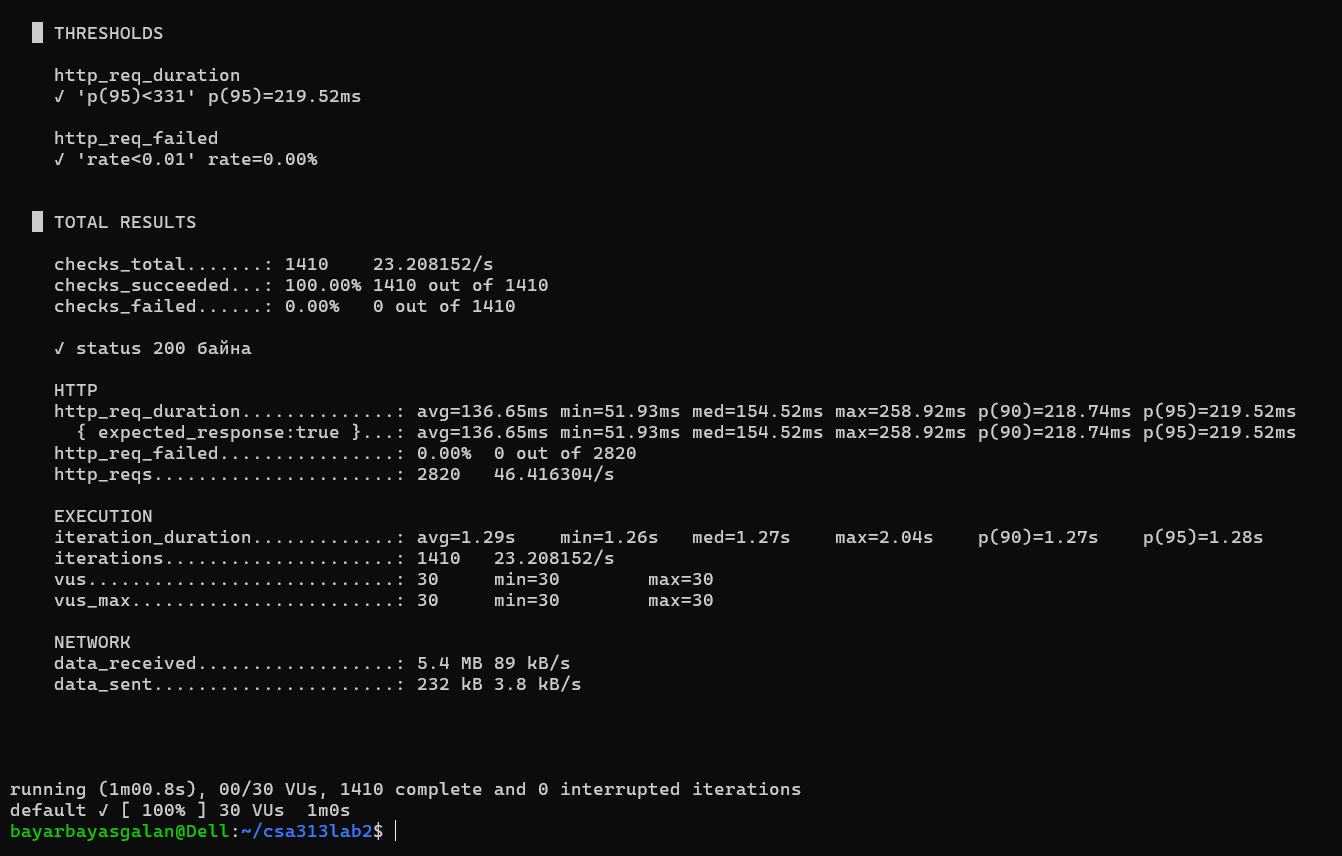 THRESHOLDS
http_req_duration
✓ 'p(95)<331' p(95)=219.52ms
http_req_failed
✓ 'rate<0.01' rate=0.00%
TOTAL RESULTS
checks_total.......: 1410    23.208152/s
checks_succeeded...: 100.00% 1410 out of 1410
checks_failed......: 0.00%   0 out of 1410
✓ status 200 байна
HTTP
http_req_duration..............: avg=136.65ms min=51.93ms med=154.52ms max=258.92ms p(90)=218.74ms p(95)=219.52ms
  { expected_response:true }...: avg=136.65ms min=51.93ms med=154.52ms max=258.92ms p(90)=218.74ms p(95)=219.52ms
http_req_failed................: 0.00%  0 out of 2820
http_reqs......................: 2820   46.416304/s
EXECUTION
iteration_duration.............: avg=1.29s    min=1.26s   med=1.27s    max=2.04s    p(90)=1.27s    p(95)=1.28s
iterations.....................: 1410   23.208152/s
vus............................: 30     min=30        max=30
vus_max........................: 30     min=30        max=30
NETWORK
data_received..................: 5.4 MB 89 kB/s
data_sent......................: 232 kB 3.8 kB/s
running (1m00.8s), 00/30 VUs, 1410 complete and 0 interrupted iterations
default ✓ [ 100% ] 30 VUs  1m0s
bayarbayasgalan@Dell:~/csa313lab2$